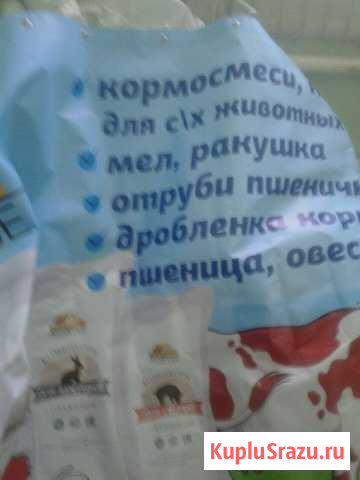 кормосмеси,
для с\х животных
мел, ракушка
отруби пшенич
дробленка кор
пшеница, овес
KupluSrazu.ru